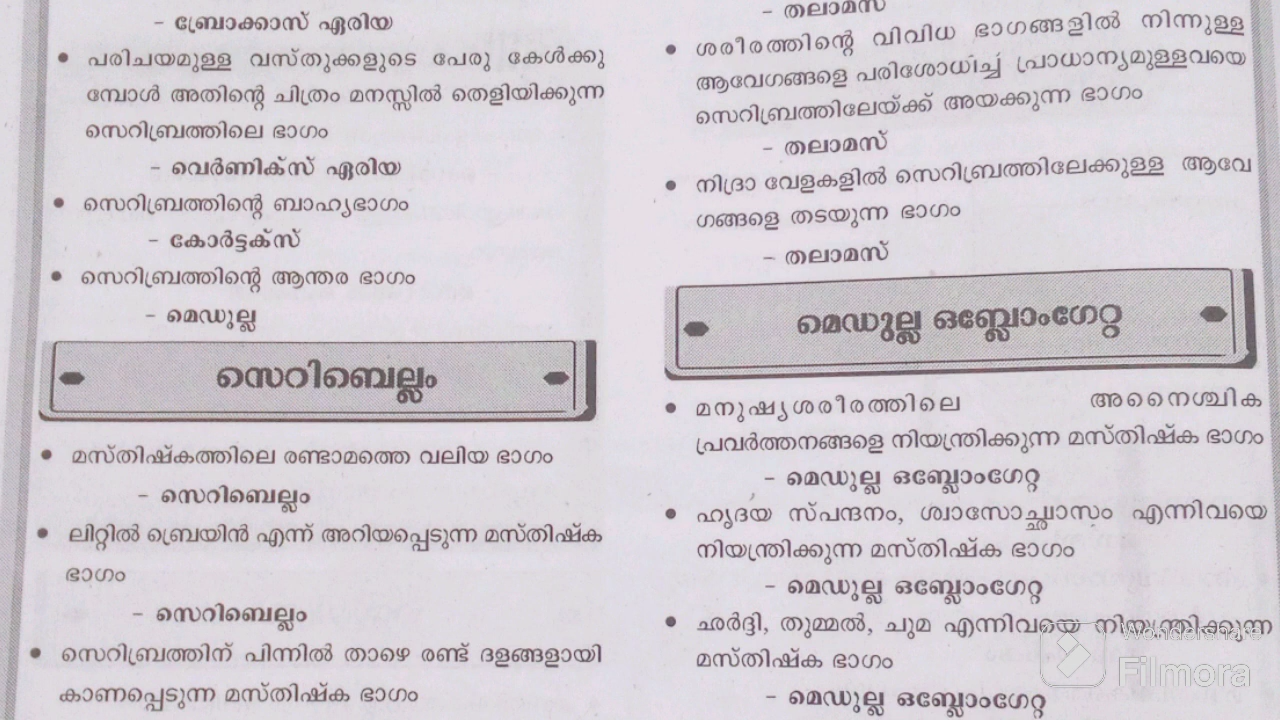 – ബ്രോക്കാസ് ഏരിയ
• പരിചയമുള്ള വസ്തുക്കളുടെ പേരു കേൾക്കു
മ്പോൾ അതിന്റെ ചിത്രം മനസ്സിൽ തെളിയിക്കുന്ന
സെറിബ്രത്തിലെ ഭാഗം
– വെർണിക്സ് ഏരിയ
• സെറിബ്രത്തിന്റെ ബാഹ്യഭാഗം
– കോർട്ടക്സ്
• സെറിബ്രത്തിന്റെ ആന്തര ഭാഗം
– മെഡുല്ല
സെറിബെല്ലം
• മസ്തിഷ്കത്തിലെ രണ്ടാമത്തെ വലിയ ഭാഗം
– സെറിബെല്ലം
• ലിറ്റിൽ ബ്രെയിൻ എന്ന് അറിയപ്പെടുന്ന മസ്തിഷ്ക
ഭാഗം
– സെറിബെല്ലം
• സെറിബ്രത്തിന് പിന്നിൽ താഴെ രണ്ട് ദളങ്ങളായി
കാണപ്പെടുന്ന മസ്തിഷ്ക ഭാഗം
– തലാമസ്
• ശരീരത്തിന്റെ വിവിധ ഭാഗങ്ങളിൽ നിന്നുള്ള
ആവേഗങ്ങളെ പരിശോധിച്ച് പ്രാധാന്യമുള്ളവയെ
സെറിബ്രത്തിലേയ്ക്ക് അയക്കുന്ന ഭാഗം
– തലാമസ്
• നിദ്രാ വേളകളിൽ സെറിബ്രത്തിലേക്കുള്ള ആവേ
ഗങ്ങളെ തടയുന്ന ഭാഗം
– തലാമസ്
മെഡുല്ല ഒബ്ലോംഗേറ്റ
• മനുഷ്യശരീരത്തിലെ അനൈശ്ചിക
പ്രവർത്തനങ്ങളെ നിയന്ത്രിക്കുന്ന മസ്തിഷ്ക ഭാഗം
– മെഡുല്ല ഒബ്ലോംഗേറ്റ
• ഹൃദയ സ്പന്ദനം, ശ്വാസോച്ഛ്വാസം എന്നിവയെ
നിയന്ത്രിക്കുന്ന മസ്തിഷ്ക ഭാഗം
– മെഡുല്ല ഒബ്ലോംഗേറ്റ
• ഛർദ്ദി, തുമ്മൽ, ചുമ എന്നിവയെ നിയന്ത്രിക്കുന്ന
മസ്തിഷ്ക ഭാഗം
– മെഡുല്ല ഒബ്ലോംഗേറ്റ
Wondershare
Filmora